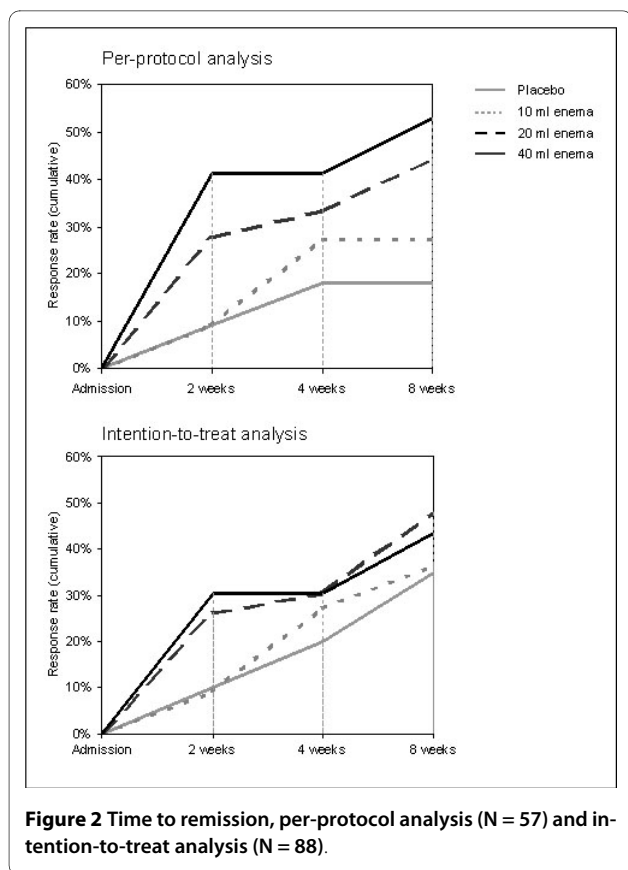 Per-protocol analysis
60%
50%
40%
30%
20%
10%
0%
Response rate (cumulative)
Admission 2 weeks 4 weeks 8 weeks
Placebo
10 ml enema
20 ml enema
40 ml enema
Intention-to-treat analysis
60%
50%
40%
30%
20%
10%
0%
Response rate (cumulative)
Admission 2 weeks 4 weeks 8 weeks
Figure 2 Time to remission, per-protocol analysis (N = 57) and in-
tention-to-treat analysis (N = 88).